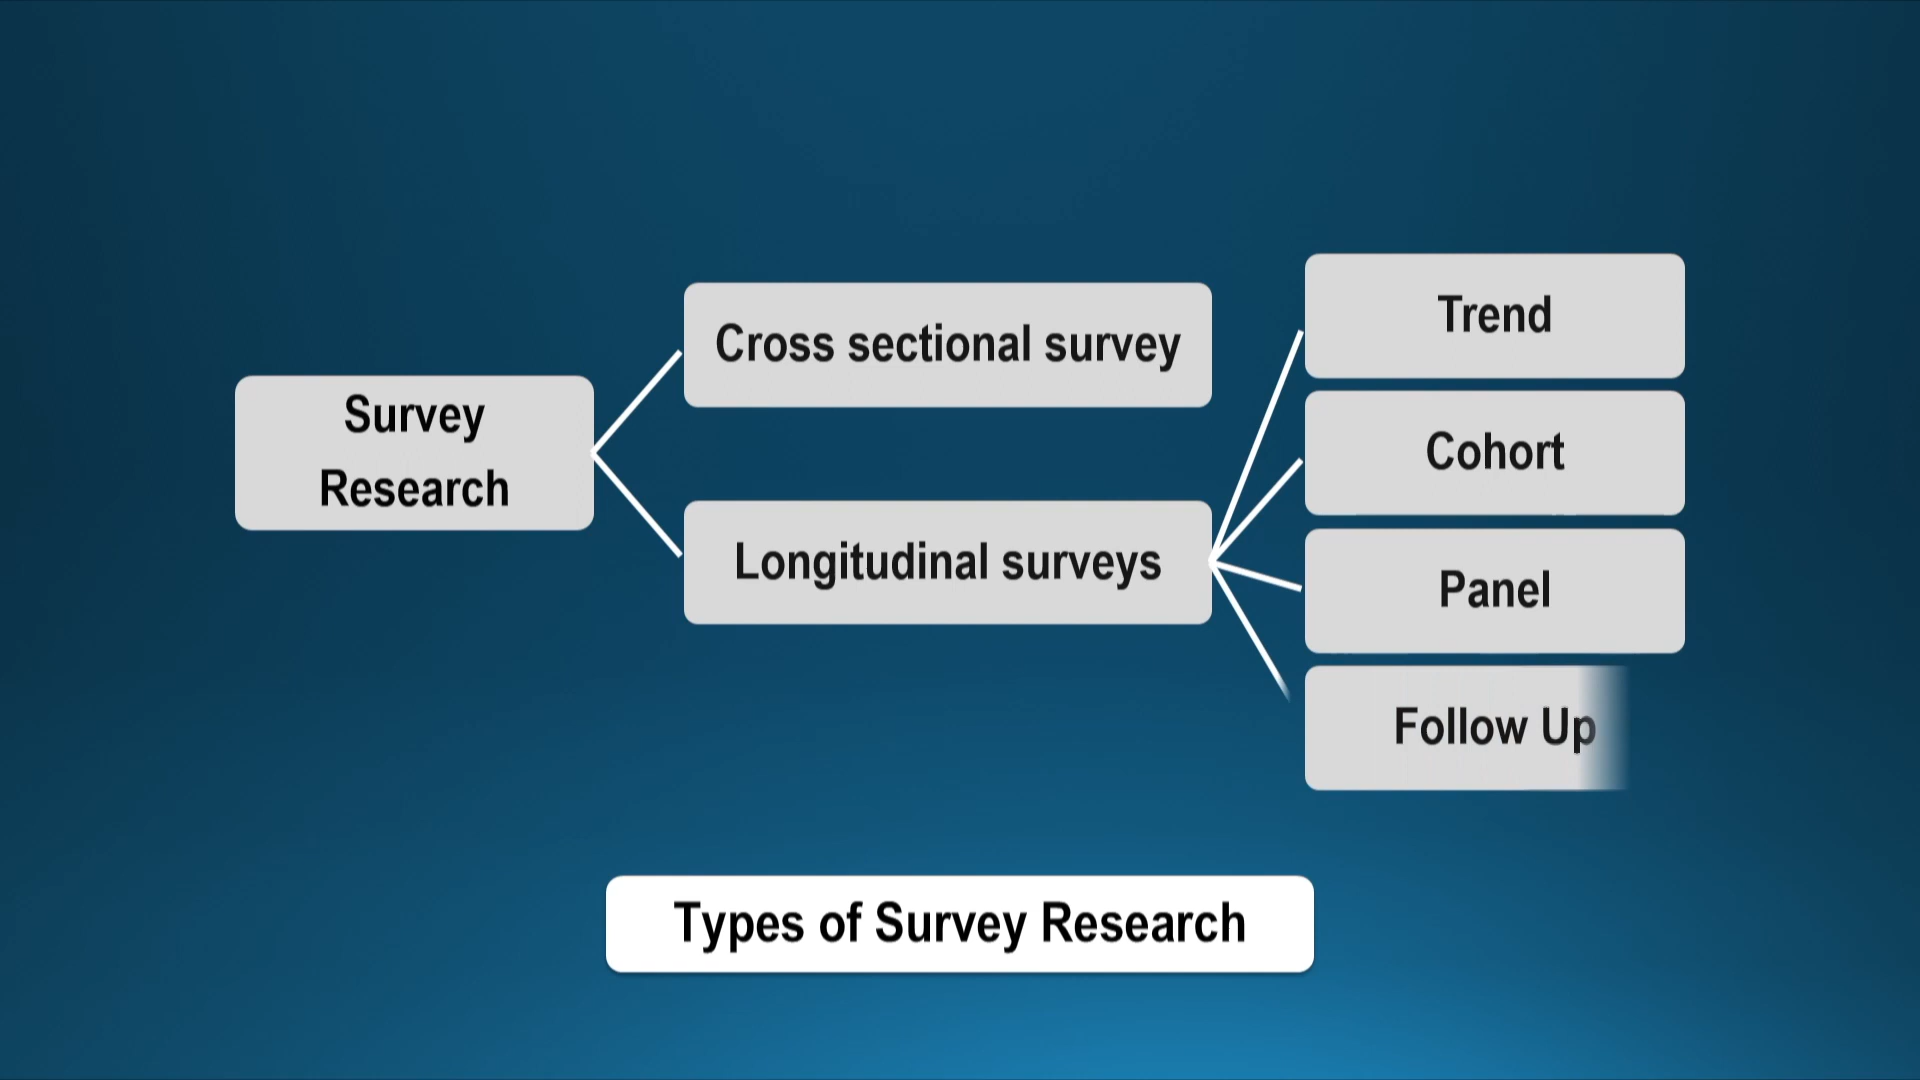 Survey
Research
Cross sectional survey
Longitudinal surveys
Trend
Cohort
Panel
Follow Up
Types of Survey Research